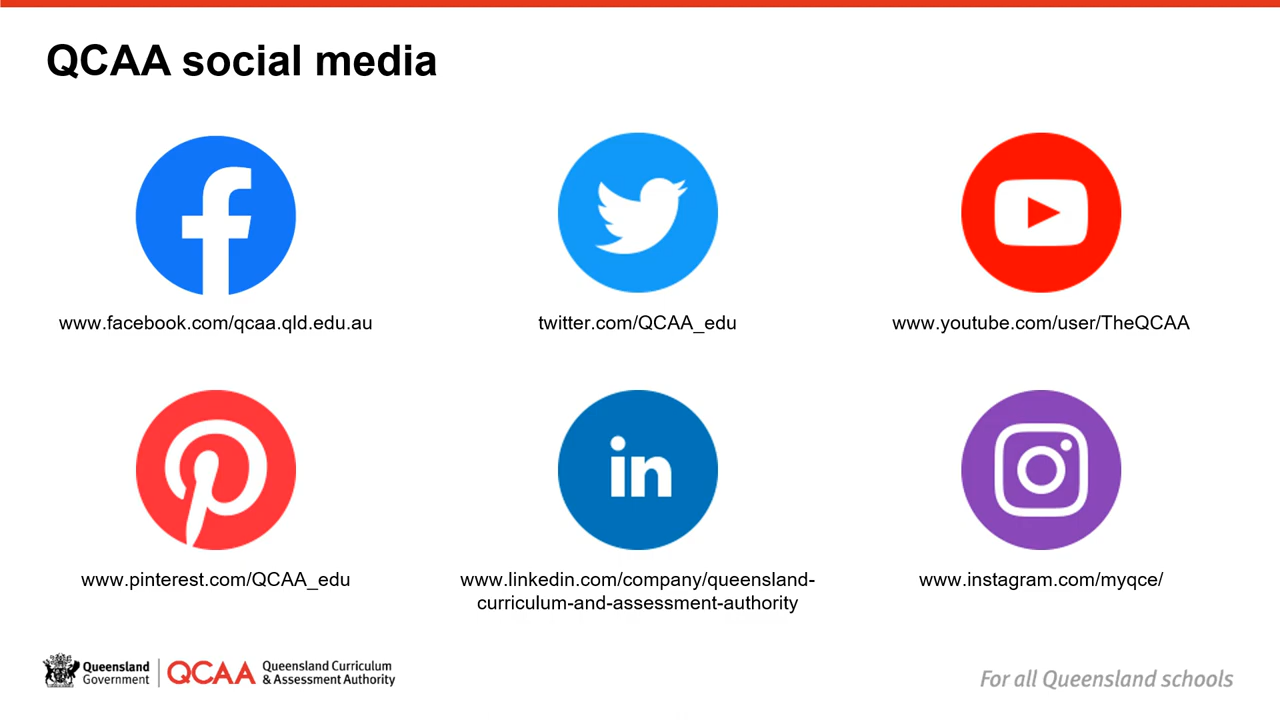 QCAA social media
www.facebook.com/qcaa.qld.edu.au
twitter.com/QCAA_edu
www.youtube.com/user/TheQCAA
www.pinterest.com/QCAA_edu
www.linkedin.com/company/queensland-
curriculum-and-assessment-authority
www.instagram.com/myqce/
Queensland
Government
QCAA
Queensland Curriculum
& Assessment Authority
For all Queensland schools